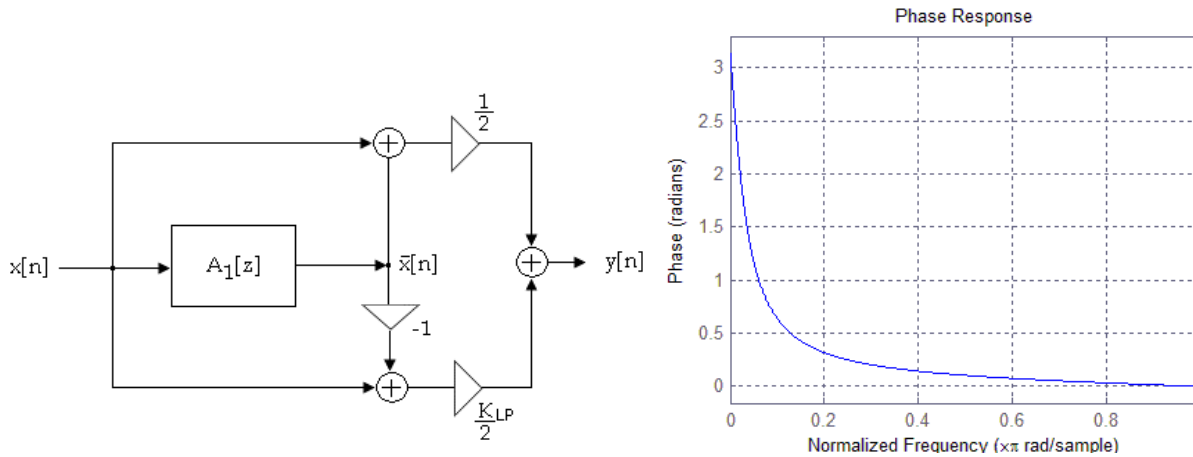 1
2
x[n]
A1[z]
x̄[n]
y[n]
-1
KLP
2
Phase Response
Phase (radians)
3
2.5
2
1.5
1
0.5
0
0
0.2
0.4
0.6
0.8
Normalized Frequency (×π rad/sample)